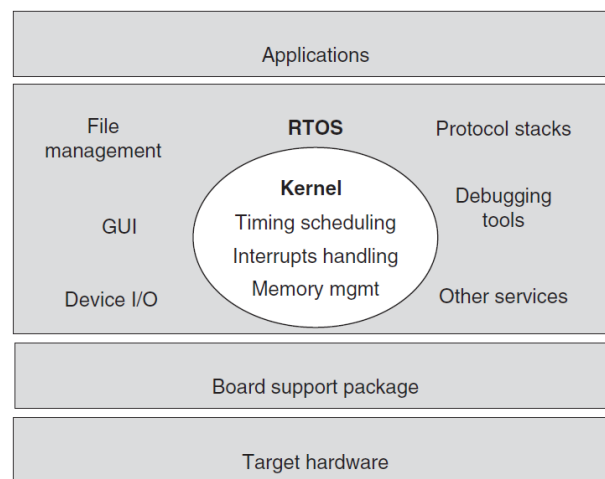 Applications
File
management
RTOS
Protocol stacks
Kernel
Timing scheduling
Interrupts handling
Memory mgmt
GUI
Debugging
tools
Device I/O
Other services
Board support package
Target hardware